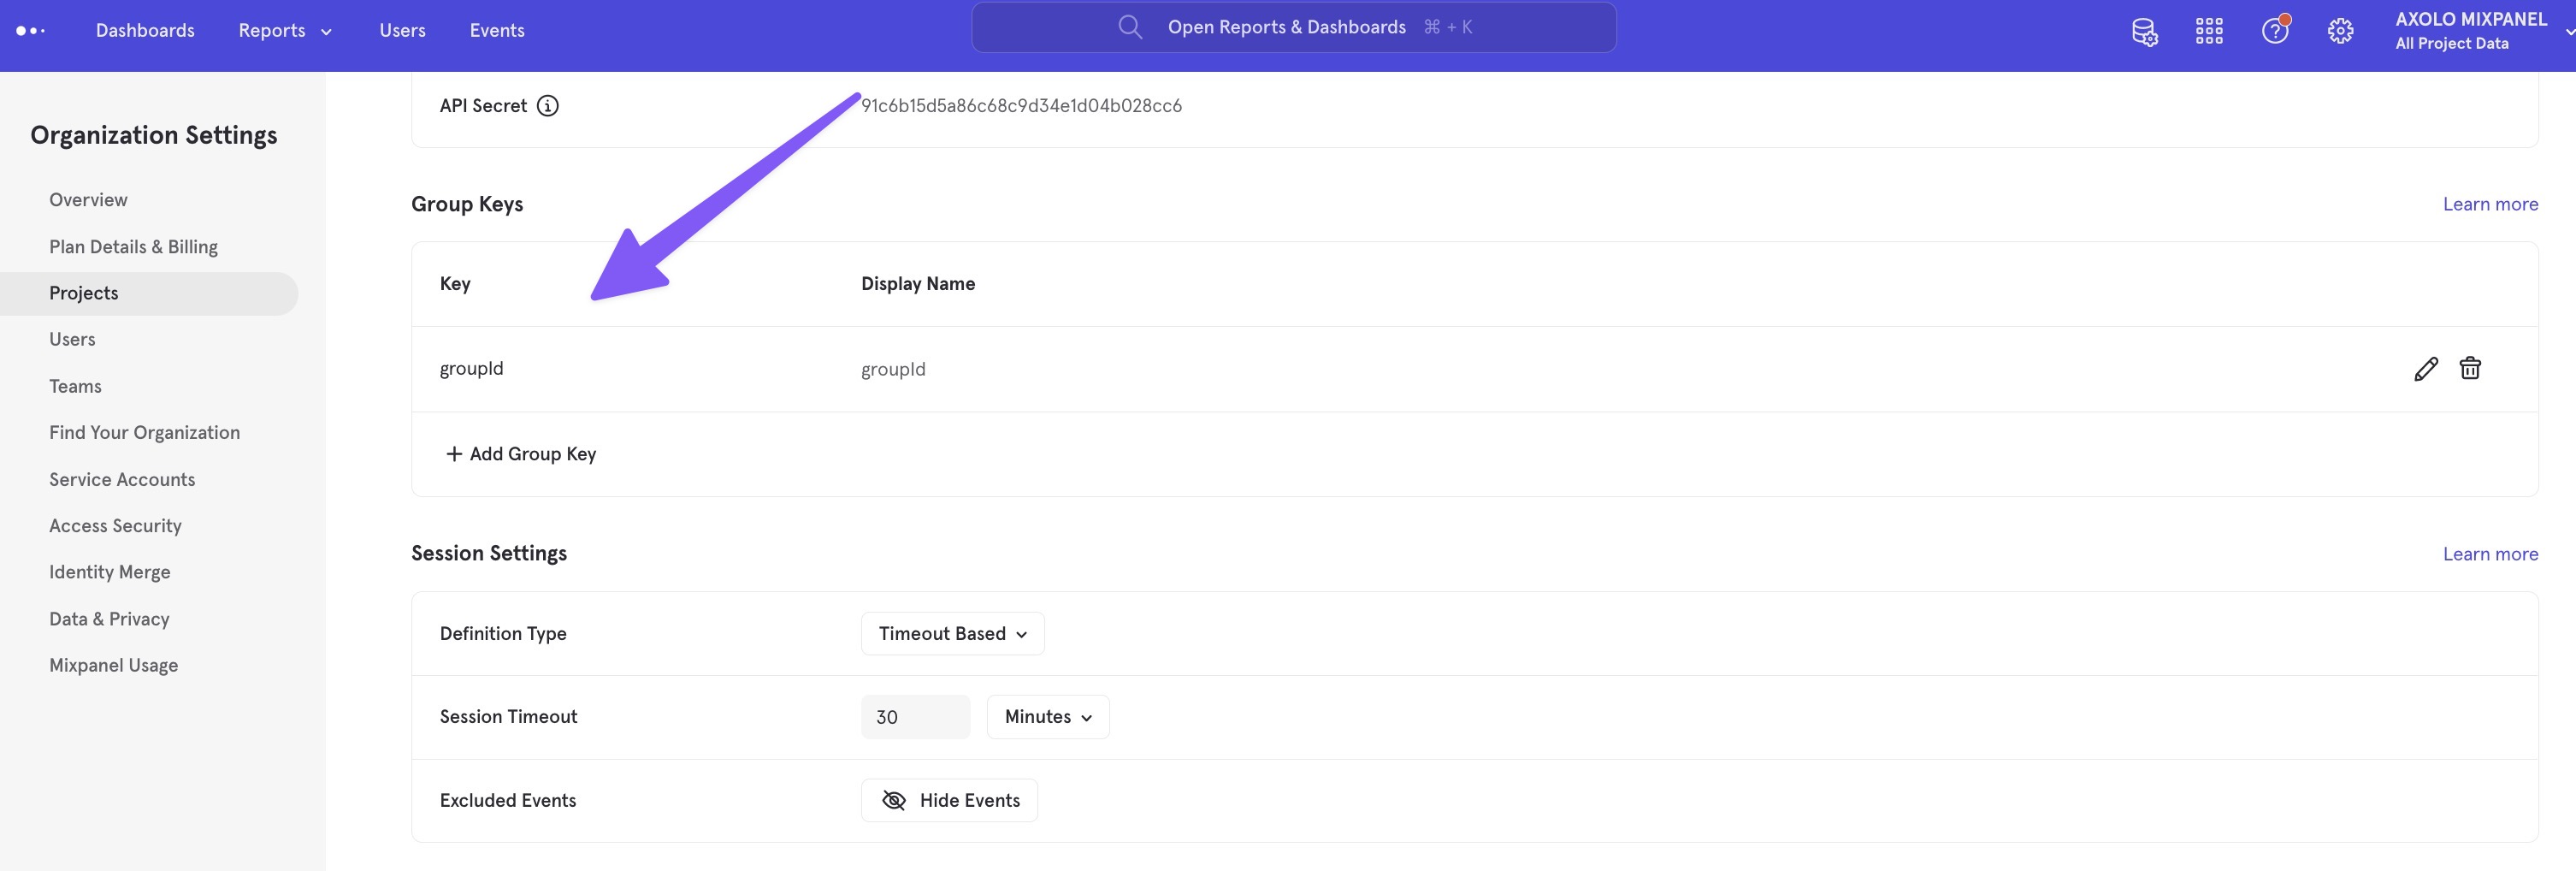 Dashboards Reports Users Events Open Reports & Dashboards ⌘ + K AXOLO MIXPANEL
All Project Data
Organization Settings
Overview
Plan Details & Billing
Projects
Users
Teams
Find Your Organization
Service Accounts
Access Security
Identity Merge
Data & Privacy
Mixpanel Usage
API Secret 91c6b15d5a86c68c9d34e1d04b028cc6
Group Keys Learn more
Key Display Name
groupId groupId
+ Add Group Key
Session Settings Learn more
Definition Type Timeout Based
Session Timeout 30 Minutes
Excluded Events Hide Events